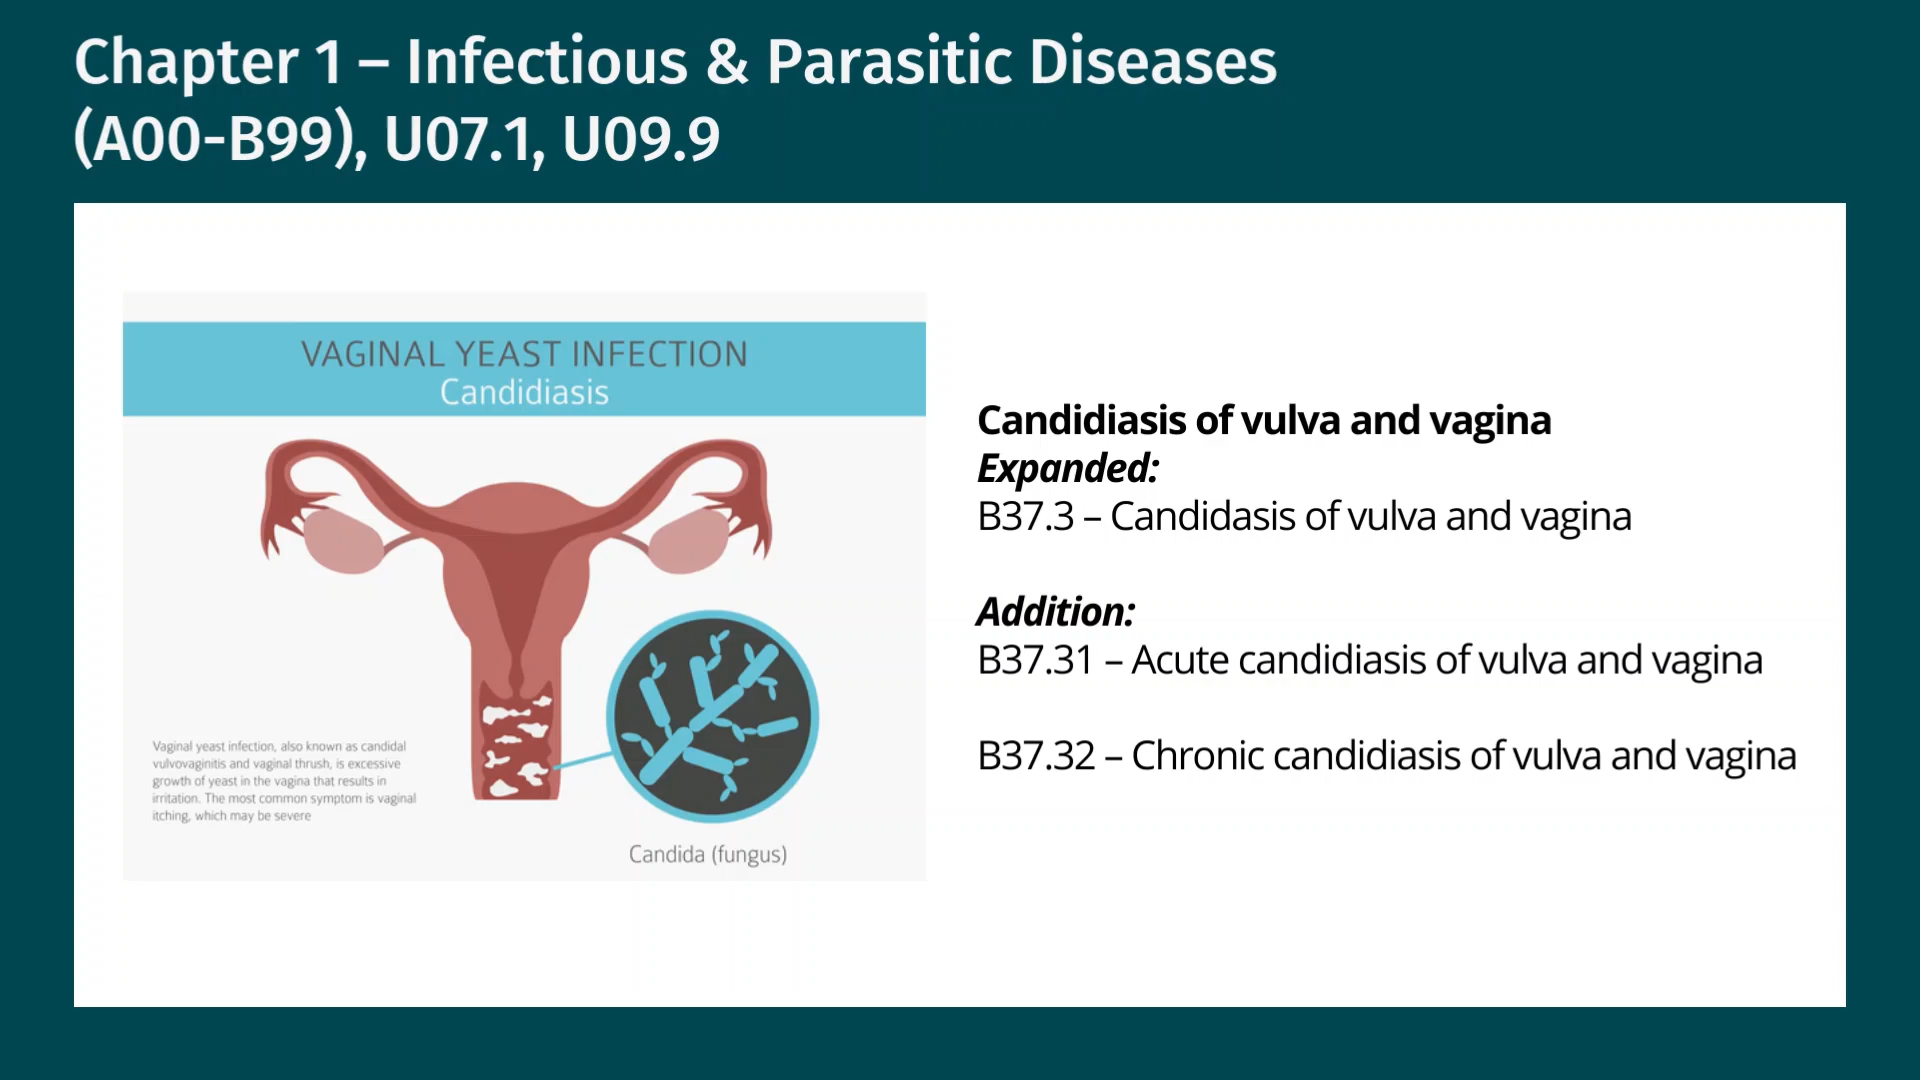 Chapter 1 – Infectious & Parasitic Diseases
(A00-B99), U07.1, U09.9
VAGINAL YEAST INFECTION
Candidiasis
Vaginal yeast infection, also known as candidal
vulvovaginitis and vaginal thrush, is excessive
growth of yeast in the vagina that results in
irritation. The most common symptom is vaginal
itching, which may be severe
Candida (fungus)
Candidiasis of vulva and vagina
Expanded:
B37.3 – Candidasis of vulva and vagina
Addition:
B37.31 – Acute candidiasis of vulva and vagina
B37.32 – Chronic candidiasis of vulva and vagina